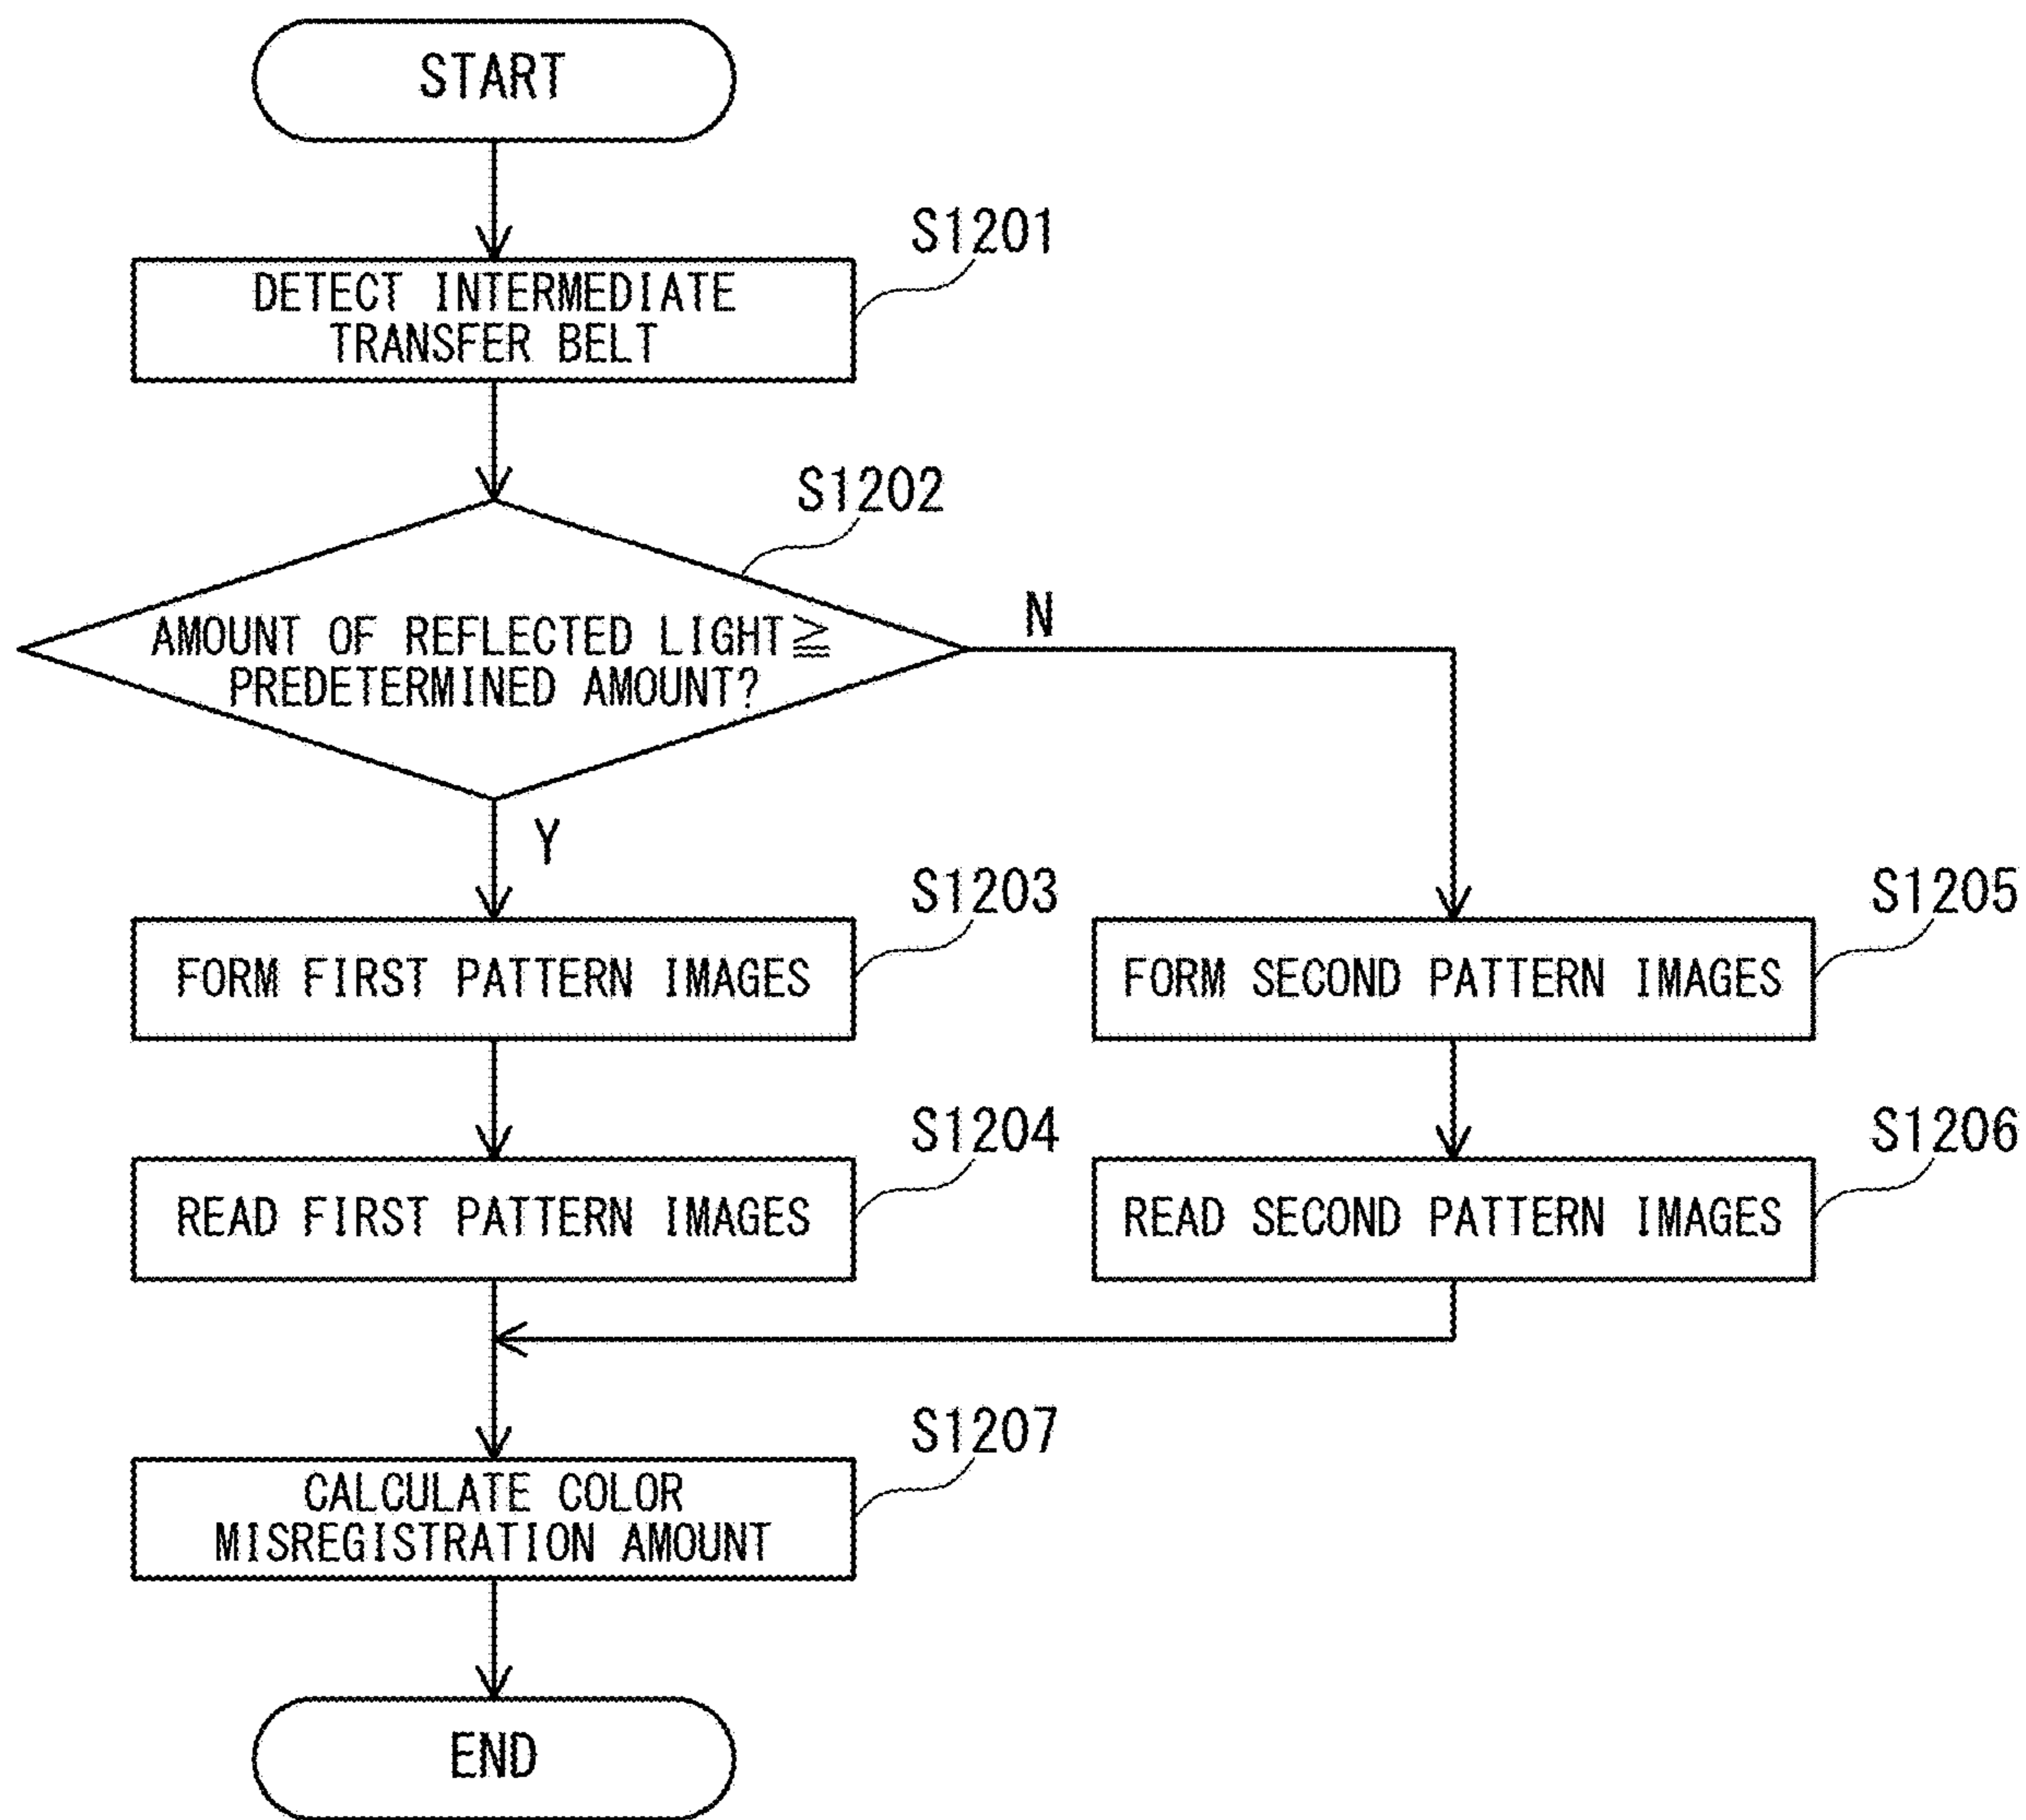 START
S1201
DETECT INTERMEDIATE
TRANSFER BELT
S1202
AMOUNT OF REFLECTED LIGHT≧
PREDETERMINED AMOUNT?
N
Y
S1203
FORM FIRST PATTERN IMAGES
S1205
FORM SECOND PATTERN IMAGES
S1204
READ FIRST PATTERN IMAGES
S1206
READ SECOND PATTERN IMAGES
S1207
CALCULATE COLOR
MISREGISTRATION AMOUNT
END